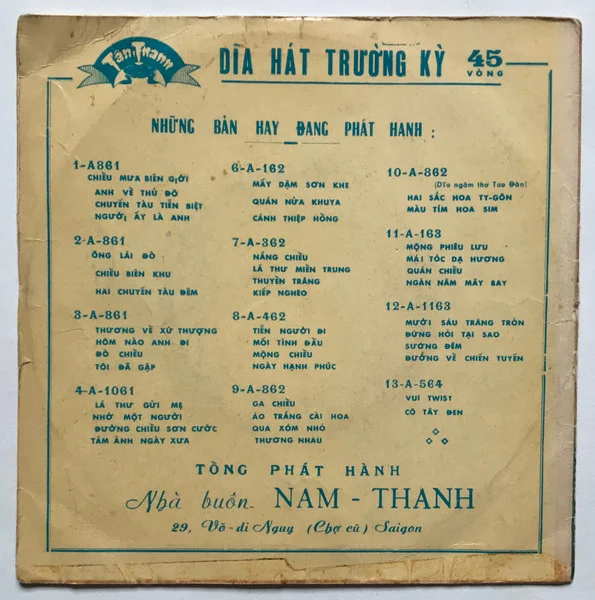 Tân-Thanh
DĨA HÁT TRƯỜNG KỲ 45
VÒNG
NHỮNG BẢN HAY ĐANG PHÁT HANH :
1-A861
CHIỀU MƯA BIÊN GIỚI
ANH VỀ THỦ ĐÔ
CHUYẾN TÀU TIỄN BIỆT
NGƯỜI ẤY LÀ ANH
2-A-861
ÔNG LÁI ĐÒ
CHIỀU BIÊN KHU
HAI CHUYẾN TÀU ĐÊM
3-A-861
THƯƠNG VỀ XỨ THƯỢNG
HÔM NÀO ANH ĐI
ĐÒ CHIỀU
TÔI ĐÃ GẶP
4-A-1061
LÁ THƯ GỬI MẸ
NHỚ MỘT NGƯỜI
ĐƯỜNG CHIỀU SƠN CƯỚC
TẤM ẢNH NGÀY XƯA
6-A-162
MẤY DẶM SƠN KHE
QUÁN NỬA KHUYA
CÁNH THIỆP HỒNG
7-A-362
NẮNG CHIỀU
LÁ THƯ MIỀN TRUNG
THUYỀN TRĂNG
KIẾP NGHÈO
8-A-462
TIỄN NGƯỜI ĐI
MỐI TÌNH ĐẦU
MỘNG CHIỀU
NGÀY HẠNH PHÚC
9-A-862
GA CHIỀU
ÁO TRẮNG CÀI HOA
QUA XÓM NHỎ
THƯƠNG NHAU
10-A-862
(Dĩa ngâm thơ Tao Đàn)
HAI SẮC HOA TY-GÔN
MÀU TÍM HOA SIM
11-A-163
MỘNG PHIÊU LƯU
MÁI TÓC DẠ HƯƠNG
QUÁN CHIỀU
NGÀN NĂM MÂY BAY
12-A-1163
MƯỜI SÁU TRĂNG TRÒN
ĐỪNG HỎI TẠI SAO
SƯƠNG ĐÊM
ĐƯỜNG VỀ CHIẾN TUYẾN
13-A-564
VUI TWIST
CÔ TÂY ĐEN
TỔNG PHÁT HÀNH
Nhà buôn NAM - THANH
29, Võ-di Nguy (Chợ cũ) Saigon